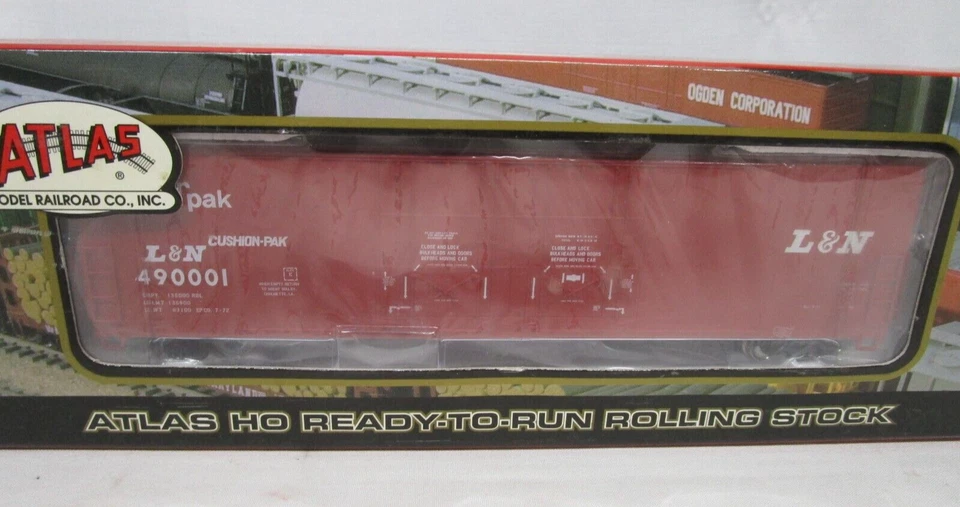 OGDEN CORPORATION
ATLAS
®
MODEL RAILROAD CO., INC.
pak
L&N CUSHION-PAK
490001
L&N
CLOSE AND LOCK
BULKHEADS AND DOORS
BEFORE MOVING CAR
CLOSE AND LOCK
BULKHEADS AND DOORS
BEFORE MOVING CAR
ATLAS HO READY-TO-RUN ROLLING STOCK